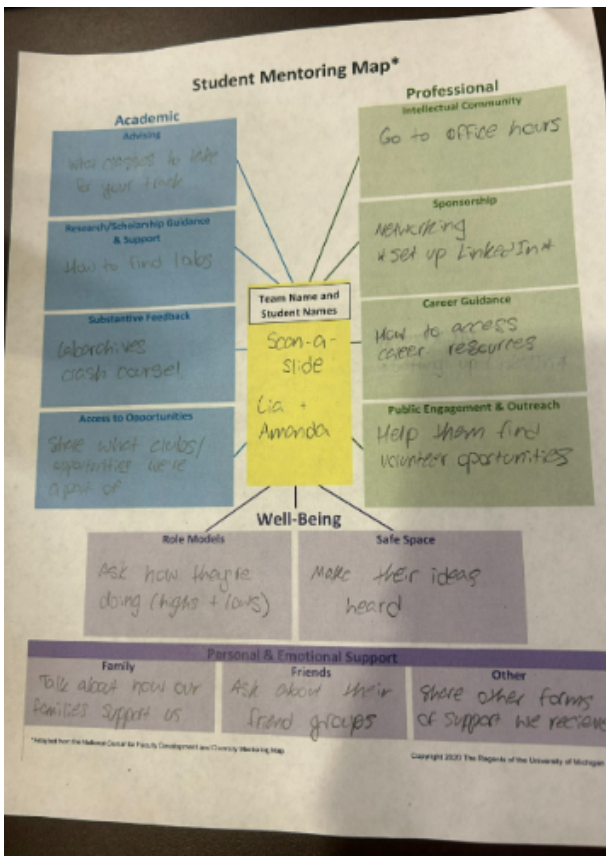 Student Mentoring Map*
Academic
Advising
what classes to take
for your track
Research/Scholarship Guidance
& Support
How to find labs
Substantive Feedback
Labarchives
crash course!
Access to Opportunities
Share what clubs/
opportunities we were
a part of
Professional
Intellectual Community
Go to office hours
Sponsorship
Networking
* set up LinkedIn *
Career Guidance
How to access
career resources
Public Engagement & Outreach
Help them find
volunteer oportunities
Team Name and
Student Names
Scan-a-
slide
Lia +
Amanda
Well-Being
Role Models
Ask how they're
doing (highs + lows)
Safe Space
Make their ideas
heard
Personal & Emotional Support
Family
Talk about how our
families support us
Friends
Ask about their
friend groups
Other
Share other forms
of support we recieve
*Adapted from the National Center for Faculty Development and Diversity Mentoring Map
Copyright 2020 The Regents of the University of Michigan